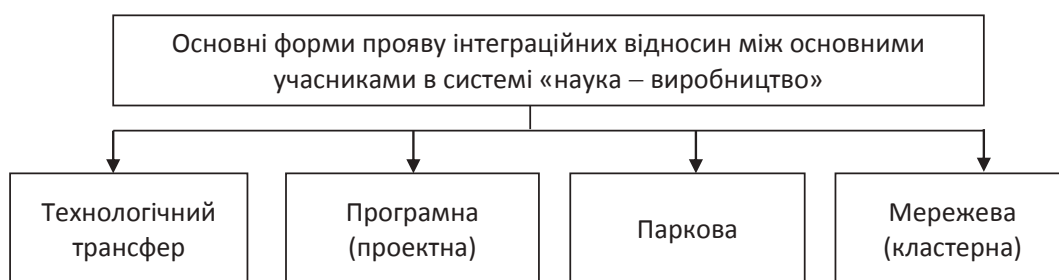 Основні форми прояву інтеграційних відносин між основними
учасниками в системі «наука – виробництво»
Технологічний
трансфер
Програмна
(проектна)
Паркова
Мережева
(кластерна)